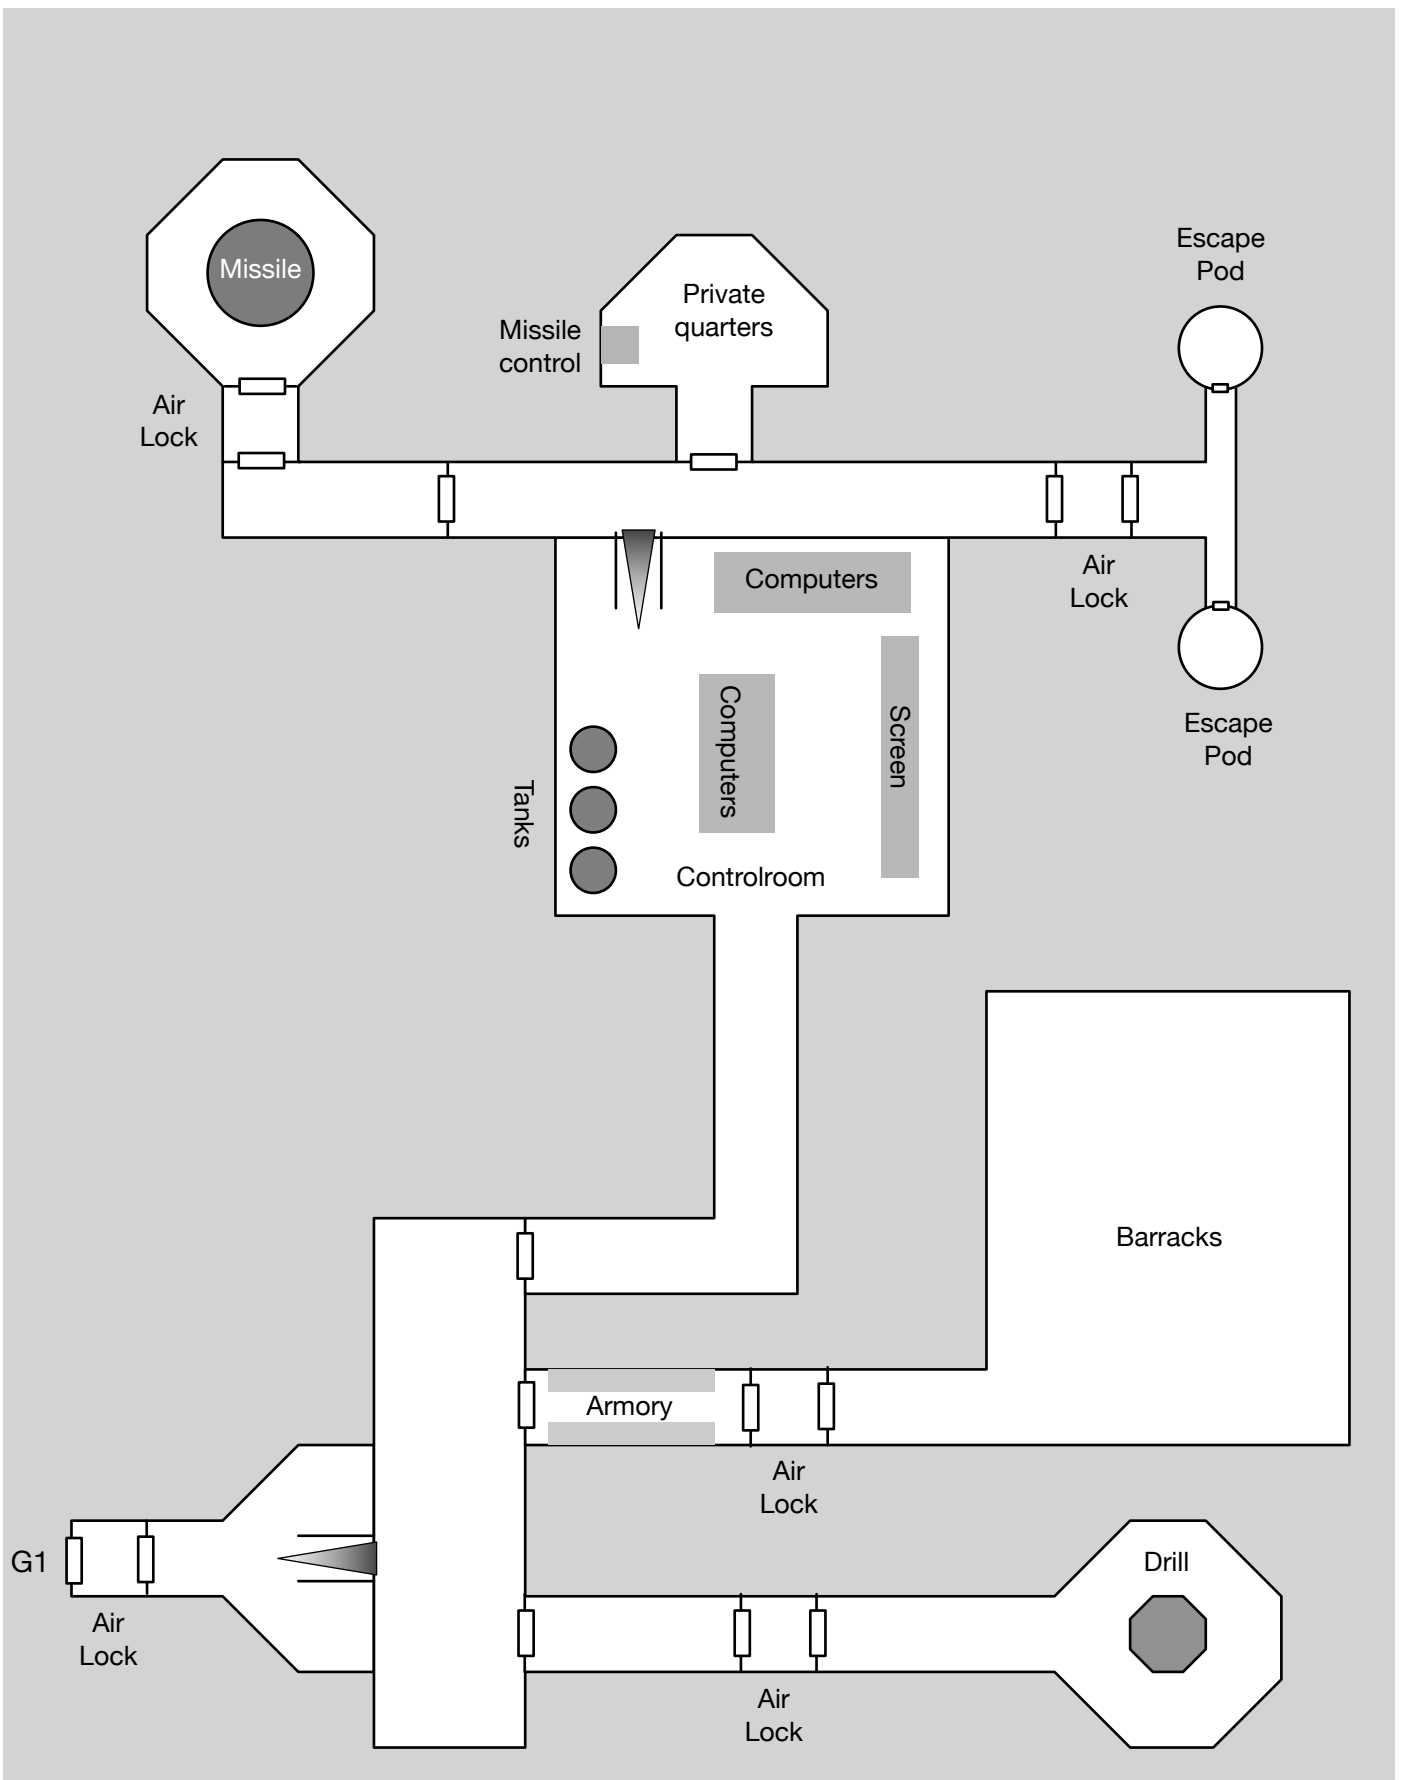 Escape
Pod
Missile
Private
quarters
Missile
control
Air
Lock
Computers
Air
Lock
Computers
Screen
Escape
Pod
Tanks
Controlroom
Barracks
Armory
Air
Lock
G1
Drill
Air
Lock
Air
Lock